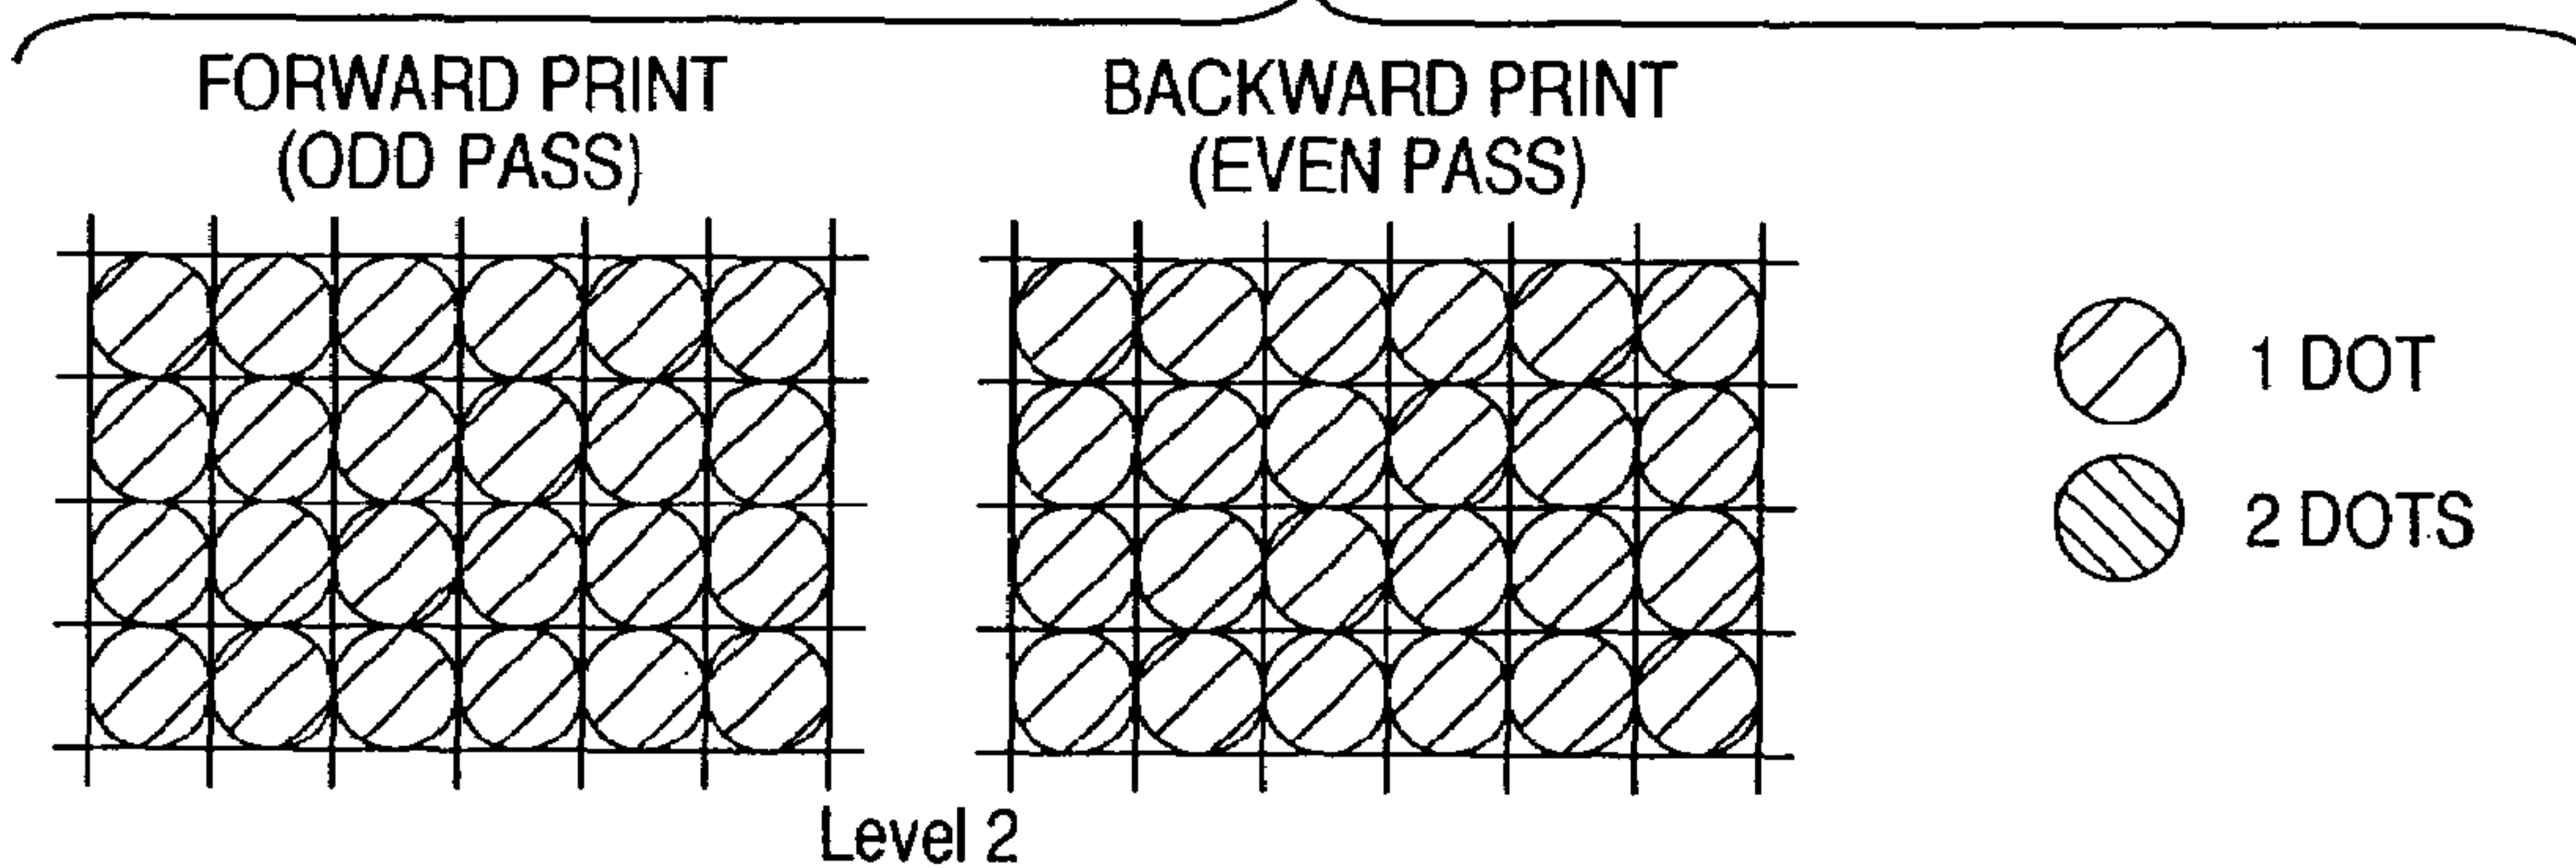 FORWARD PRINT
(ODD PASS)
BACKWARD PRINT
(EVEN PASS)
1 DOT
2 DOTS
Level 2